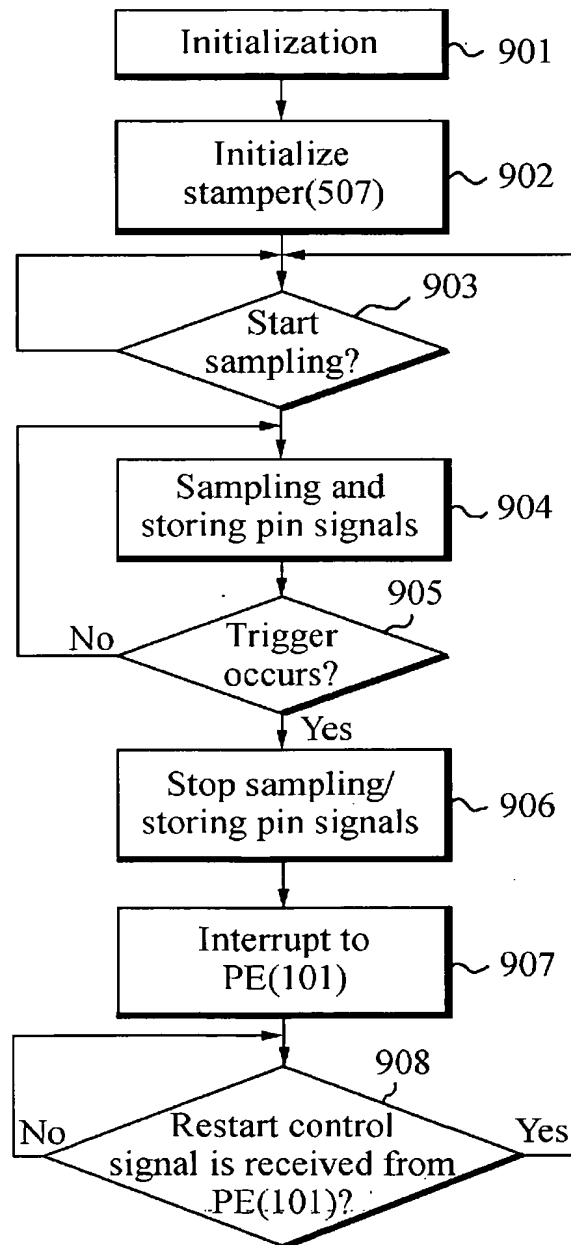 Initialization
901
Initialize
stamper(507)
902
903
Start
sampling?
Sampling and
storing pin signals
904
905
No
Trigger
occurs?
Yes
Stop sampling/
storing pin signals
906
Interrupt to
PE(101)
907
908
No
Restart control
signal is received from
PE(101)?
Yes